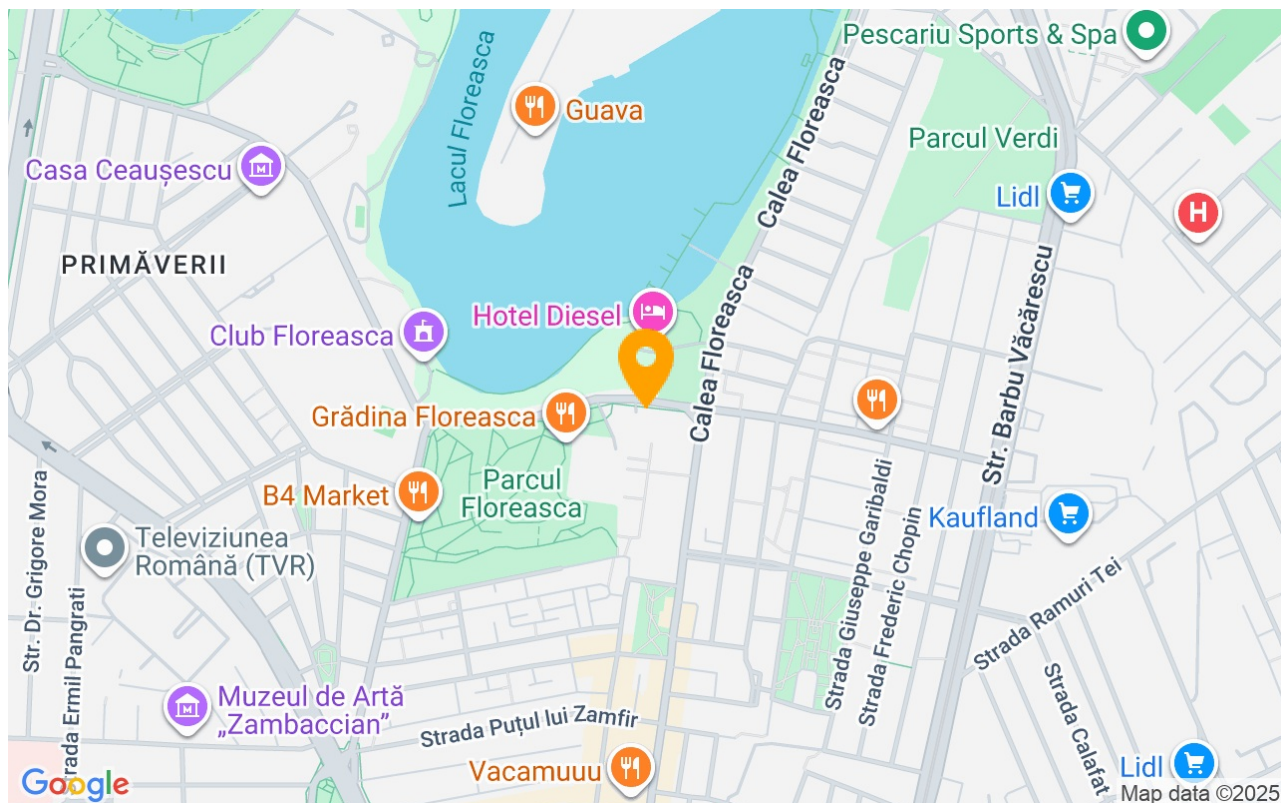 Pescariu Sports & Spa
Lacul Floreasca
Guava
Calea Floreasca
Parcul Verdi
Casa Ceaușescu
Lidl
H
Calea Floreasca
PRIMĂVERII
Str. Barbu Văcărescu
Hotel Diesel
Club Floreasca
Grădina Floreasca
Calea Floreasca
B4 Market
Parcul
Floreasca
Str. Dr. Grigore Mora
Strada Giuseppe Garibaldi
Kaufland
Televiziunea
Română (TVR)
Strada Frederic Chopin
Strada Ramuri Tei
trada Ermil Pangrati
Muzeul de Artă
„Zambaccian”
Strada Puțul lui Zamfir
Strada Calafat
Vacamuuu
Lidl
Google
Map data ©2025